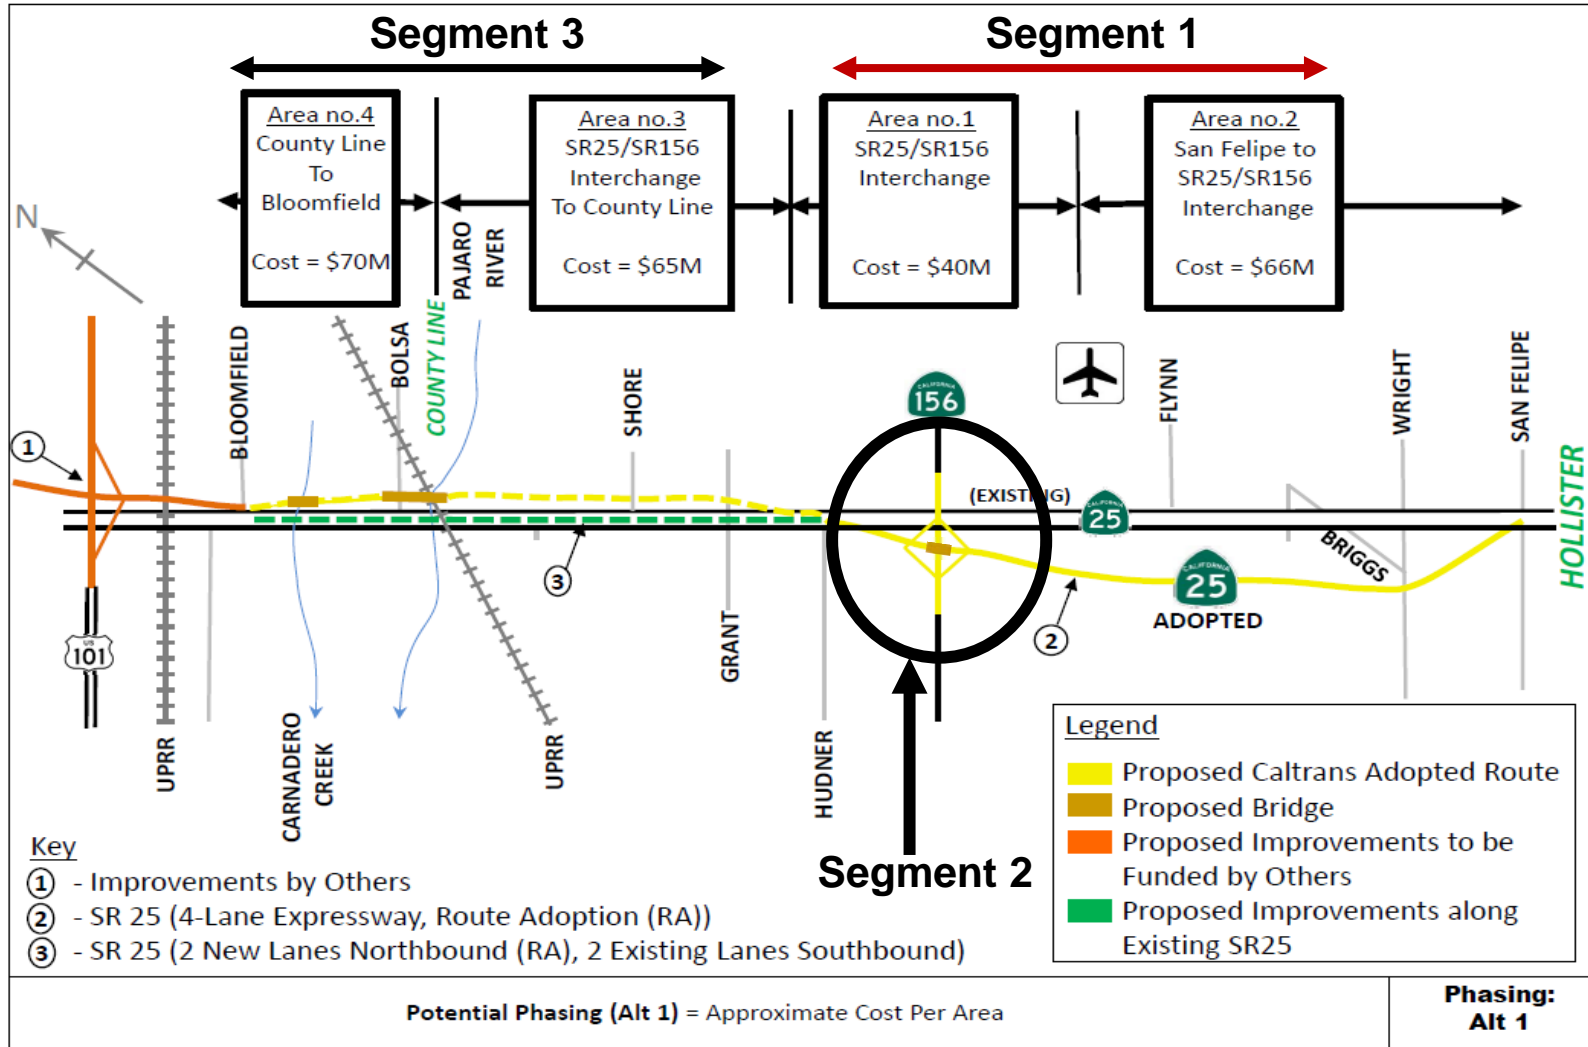 Segment 3
Segment 1
Area no.4
County Line
To
Bloomfield
Cost = $70M
Area no.3
SR25/SR156
Interchange
To County Line
Cost = $65M
Area no.1
SR25/SR156
Interchange
Cost = $40M
Area no.2
San Felipe to
SR25/SR156
Interchange
Cost = $66M
N
PAJARO
RIVER
COUNTY LINE
BLOOMFIELD
BOLSA
SHORE
CALIFORNIA
156
FLYNN
WRIGHT
SAN FELIPE
1
(EXISTING)
CALIFORNIA
25
HOLLISTER
BRIGGS
3
CALIFORNIA
25
ADOPTED
2
US
101
GRANT
UPRR
CARNADERO
CREEK
UPRR
HUDNER
Segment 2
Key
1 - Improvements by Others
2 - SR 25 (4-Lane Expressway, Route Adoption (RA))
3 - SR 25 (2 New Lanes Northbound (RA), 2 Existing Lanes Southbound)
Legend
Proposed Caltrans Adopted Route
Proposed Bridge
Proposed Improvements to be
Funded by Others
Proposed Improvements along
Existing SR25
Potential Phasing (Alt 1) = Approximate Cost Per Area
Phasing:
Alt 1